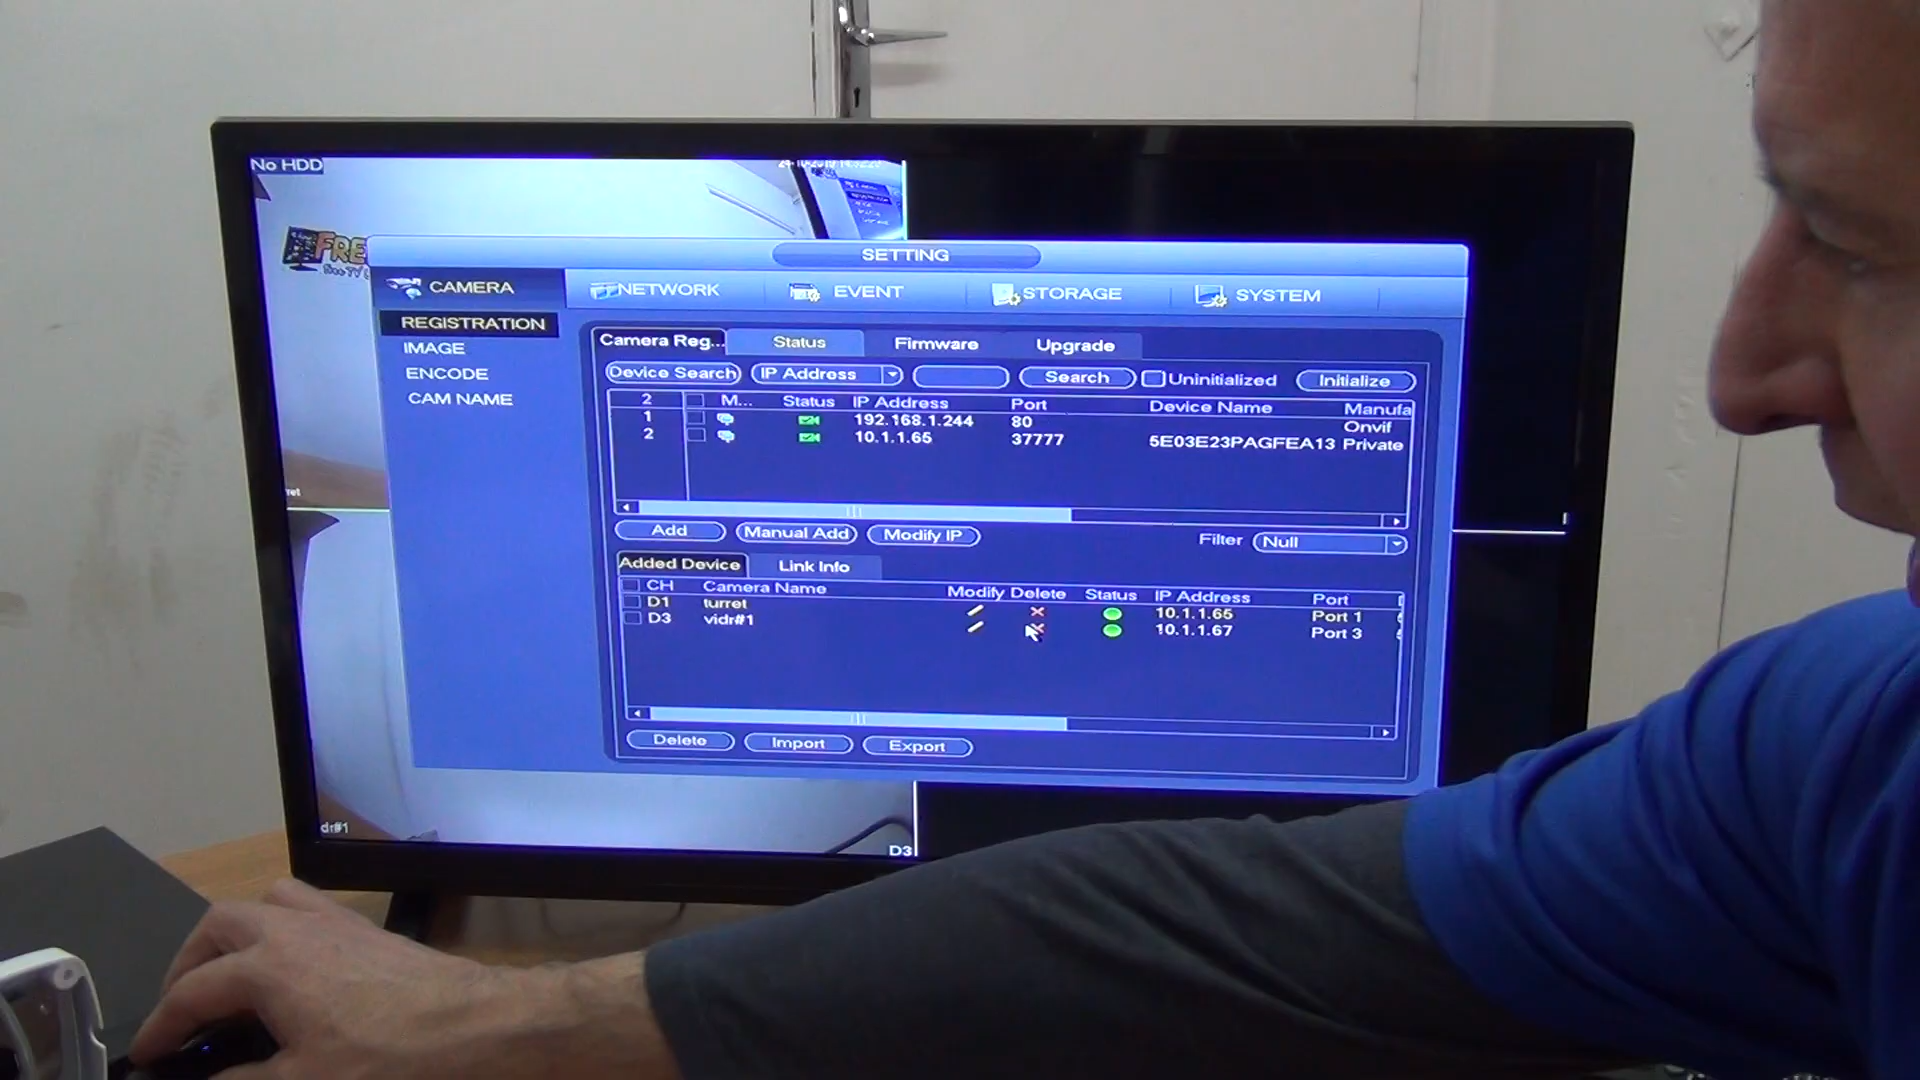 No HDD
FRE
SETTING
CAMERA NETWORK EVENT STORAGE SYSTEM
REGISTRATION
IMAGE
ENCODE
CAM NAME
Camera Reg... Status Firmware Upgrade
Device Search IP Address Search Uninitialized Initialize
2 M... Status IP Address Port Device Name Manufa
1 192.168.1.244 80 Onvif
2 10.1.1.65 37777 5E03E23PAGFEA13 Private
Add Manual Add Modify IP Filter Null
Added Device Link Info
CH Camera Name Modify Delete Status IP Address Port
D1 turret 10.1.1.65 Port 1
D3 vidr#1 10.1.1.67 Port 3
Delete Import Export
dr#1
D3